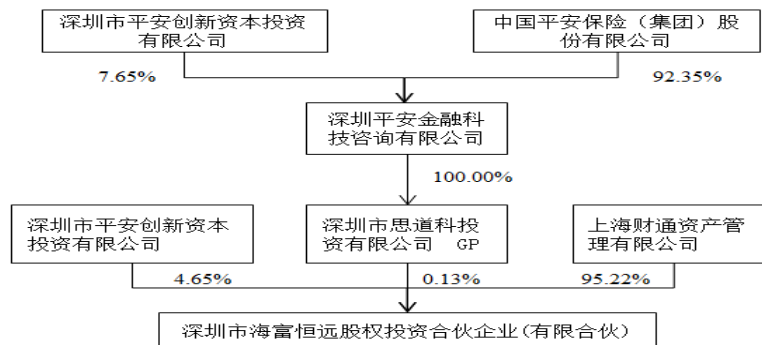 深圳市平安创新资本投资
有限公司
中国平安保险（集团）股
份有限公司
7.65%
92.35%
深圳平安金融科
技咨询有限公司
100.00%
深圳市平安创新资本
投资有限公司
深圳市思道科投
资有限公司 GP
上海财通资产管
理有限公司
4.65%
0.13%
95.22%
深圳市海富恒远股权投资合伙企业(有限合伙)